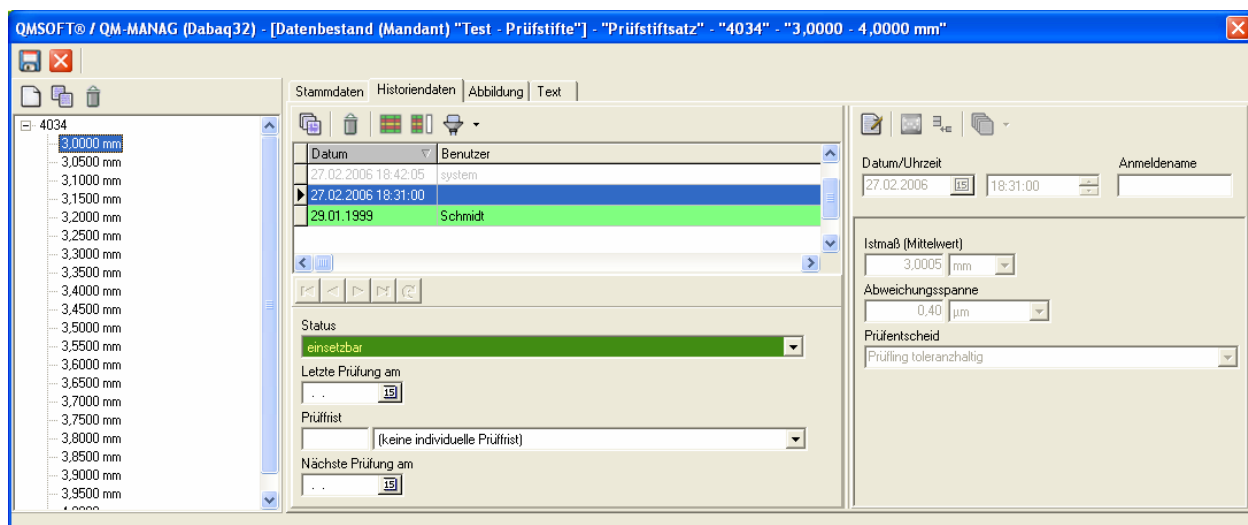 QMSOFT® / QM-MANAG (Dabaq32) - [Datenbestand (Mandant) "Test - Prüfstifte"] - "Prüfstiftsatz" - "4034" - "3,0000 - 4,0000 mm"
4034
3,0000 mm
3,0500 mm
3,1000 mm
3,1500 mm
3,2000 mm
3,2500 mm
3,3000 mm
3,3500 mm
3,4000 mm
3,4500 mm
3,5000 mm
3,5500 mm
3,6000 mm
3,6500 mm
3,7000 mm
3,7500 mm
3,8000 mm
3,8500 mm
3,9000 mm
3,9500 mm
Stammdaten Historiendaten Abbildung Text
Datum Benutzer
27.02.2006 18:42:05 system
27.02.2006 18:31:00
29.01.1999 Schmidt
Status
einsetzbar
Letzte Prüfung am
. . 15
Prüffrist
(keine individuelle Prüffrist)
Nächste Prüfung am
. . 15
Datum/Uhrzeit Anmeldename
27.02.2006 15 18:31:00
Istmaß (Mittelwert)
3,0005 mm
Abweichungsspanne
0,40 µm
Prüfentscheid
Prüfling toleranzhaltig